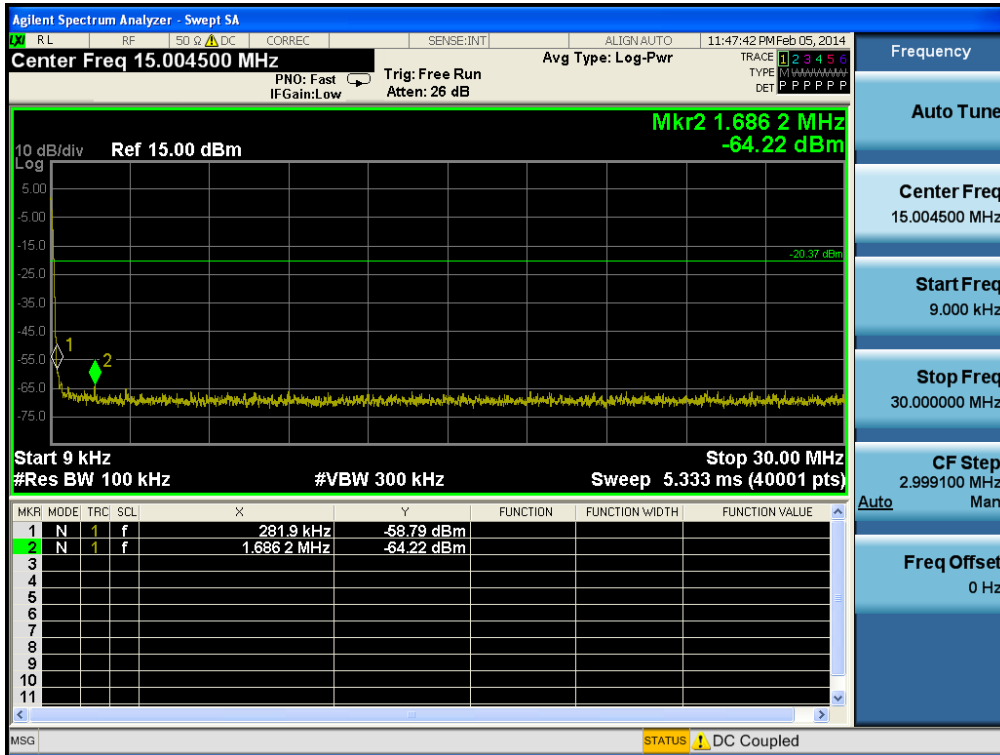 Agilent Spectrum Analyzer - Swept SA
LXI RL RF 50 Ω DC CORREC SENSE:INT ALIGN AUTO 11:47:42 PM Feb 05, 2014
Center Freq 15.004500 MHz
PNO: Fast
IFGain:Low
Trig: Free Run
Atten: 26 dB
Avg Type: Log-Pwr
TRACE 1 2 3 4 5 6
TYPE M WWWWW
DET P P P P P P
Mkr2 1.686 2 MHz
-64.22 dBm
10 dB/div Ref 15.00 dBm
Log
5.00
-5.00
-15.0
-20.37 dBm
-25.0
-35.0
-45.0
1
-55.0
2
-65.0
-75.0
Start 9 kHz Stop 30.00 MHz
#Res BW 100 kHz #VBW 300 kHz Sweep 5.333 ms (40001 pts)
MKR MODE TRC SCL X Y FUNCTION FUNCTION WIDTH FUNCTION VALUE
1 N 1 f 281.9 kHz -58.79 dBm
2 N 1 f 1.686 2 MHz -64.22 dBm
3
4
5
6
7
8
9
10
11
MSG STATUS DC Coupled
Frequency
Auto Tune
Center Freq
15.004500 MHz
Start Freq
9.000 kHz
Stop Freq
30.000000 MHz
CF Step
2.999100 MHz
Auto Man
Freq Offset
0 Hz